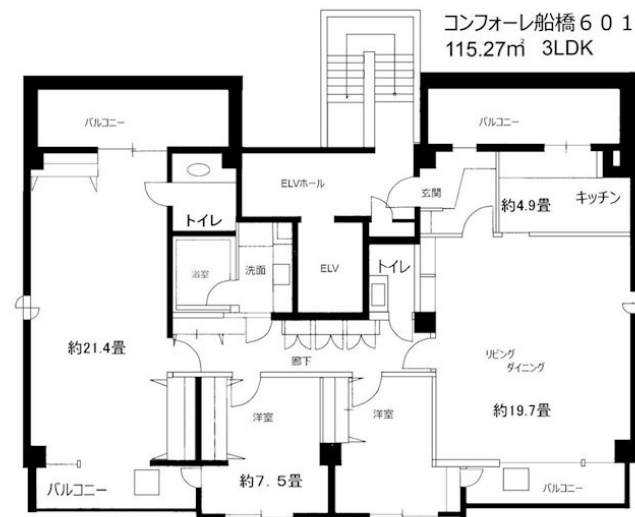 コンフォーレ船橋601
115.27㎡ 3LDK
バルコニー
バルコニー
ELVホール
玄関
約4.9畳
キッチン
トイレ
浴室
洗面
ELV
トイレ
約21.4畳
廊下
リビング
ダイニング
洋室
洋室
約19.7畳
約7.5畳
バルコニー
バルコニー